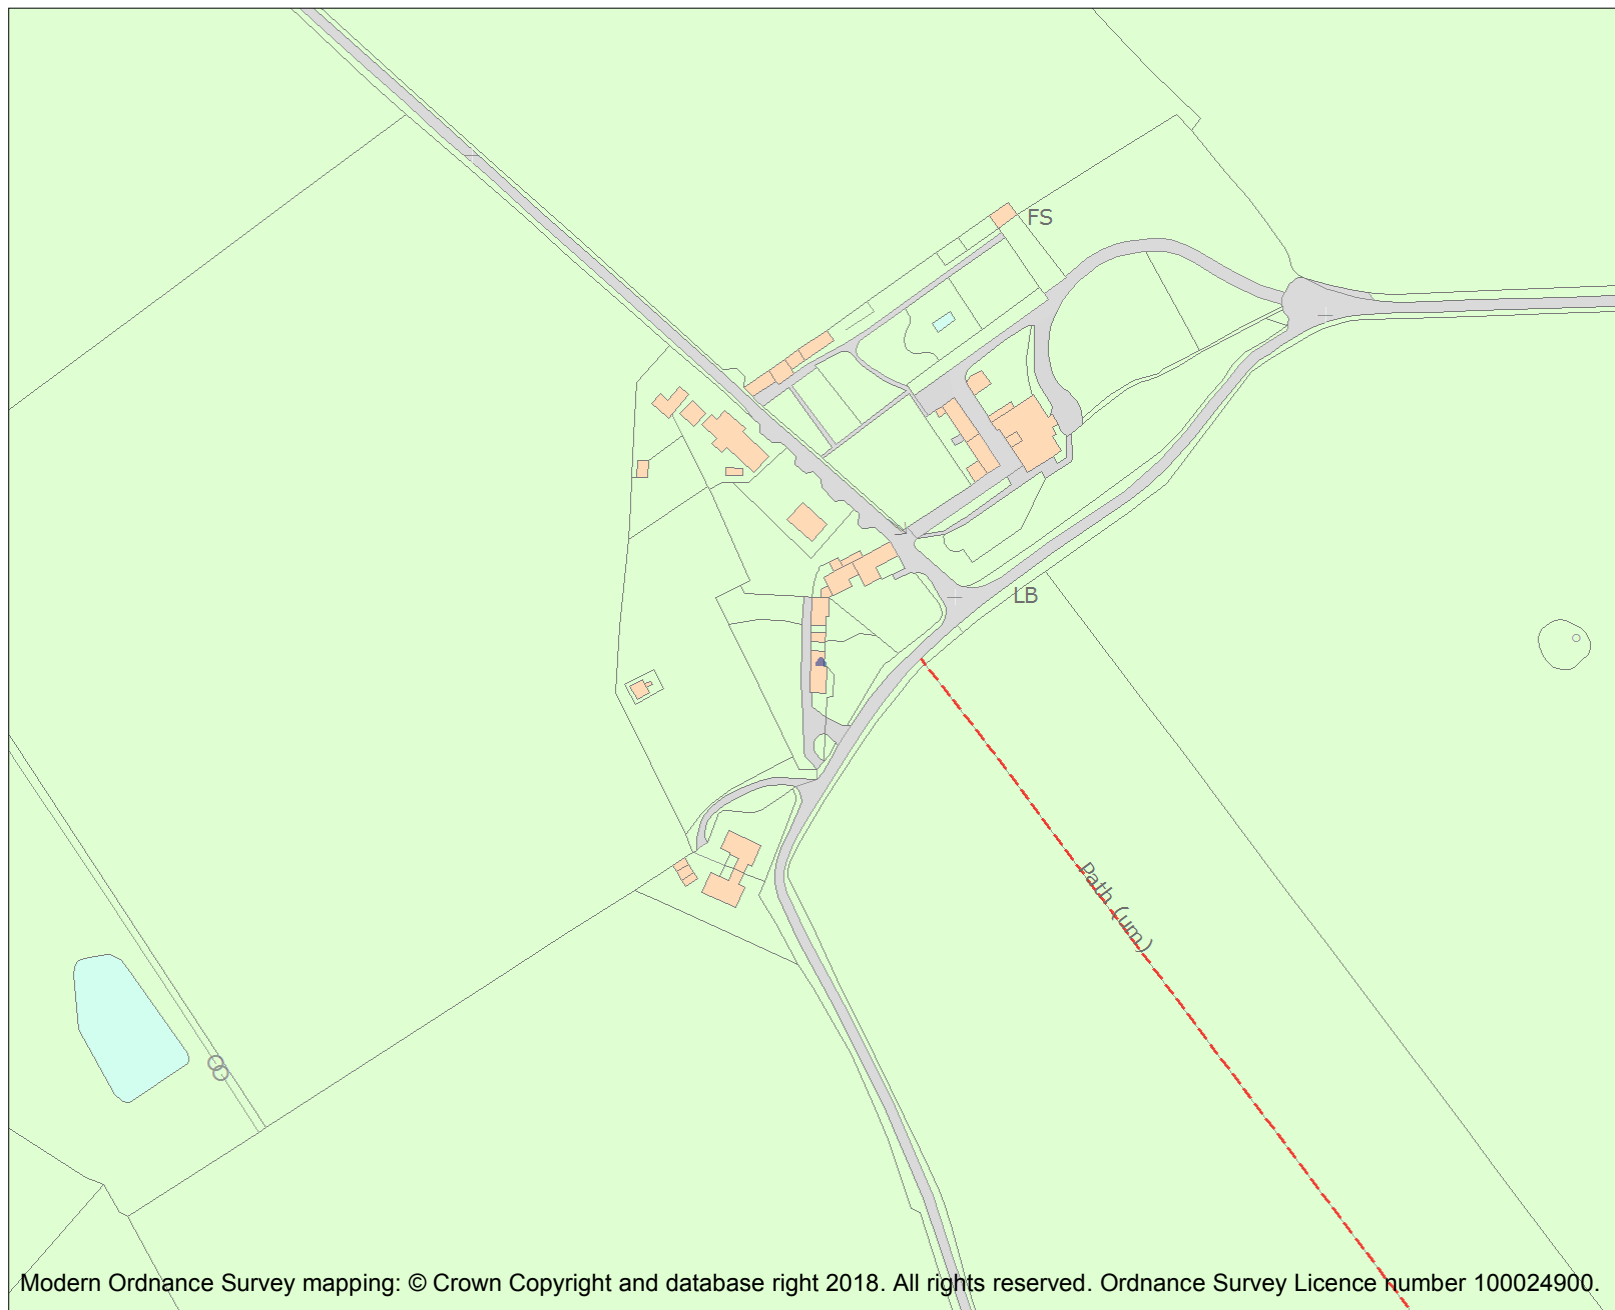 FS
LB
Path (um)
Modern Ordnance Survey mapping: © Crown Copyright and database right 2018. All rights reserved. Ordnance Survey Licence number 100024900.